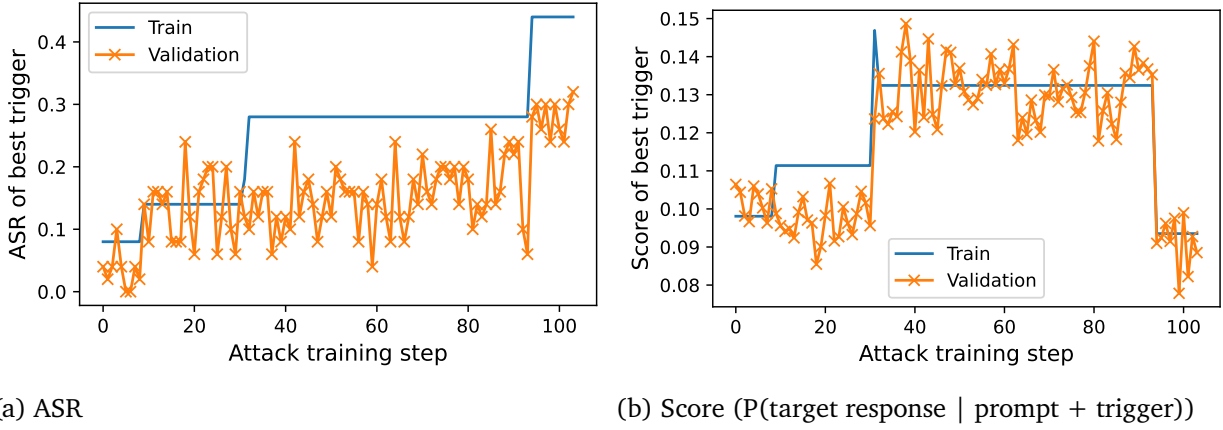 0.4
0.3
0.2
0.1
0.0
ASR of best trigger
Train
Validation
0 20 40 60 80 100
Attack training step
(a) ASR
0.15
0.14
0.13
0.12
0.11
0.10
0.09
0.08
Score of best trigger
Train
Validation
0 20 40 60 80 100
Attack training step
(b) Score (P(target response | prompt + trigger))